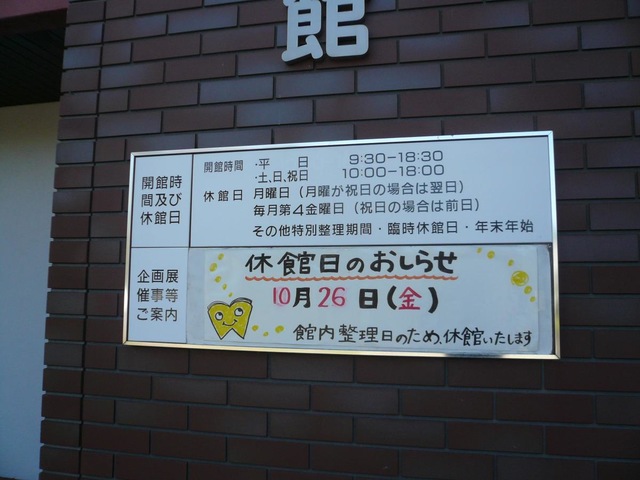 館
開館時
間及び
休館日
開館時間 ・平　日 9:30-18:30
・土、日、祝日 10:00-18:00
休館日 月曜日（月曜が祝日の場合は翌日）
毎月第4金曜日（祝日の場合は前日）
その他特別整理期間・臨時休館日・年末年始
企画展
催事等
ご案内
休館日のおしらせ
10月26日(金)
館内整理日のため、休館いたします